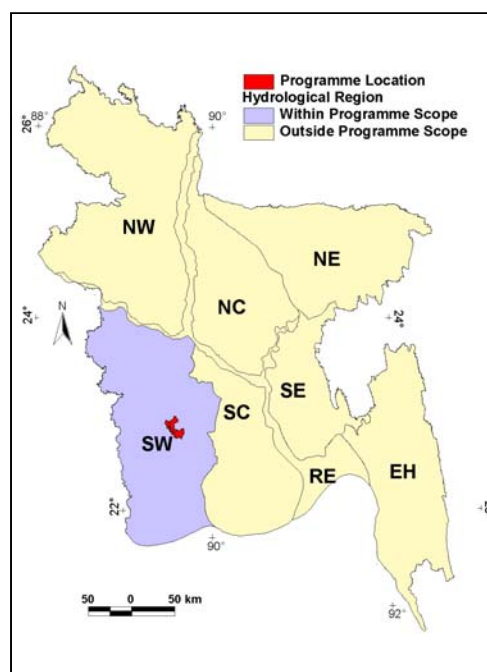 Programme Location
Hydrological Region
Within Programme Scope
Outside Programme Scope
26°
88°
90°
NW
NE
NC
24°
N
24°
SE
SC
SW
RE
EH
22°
22
90°
92°
50 0 50 km